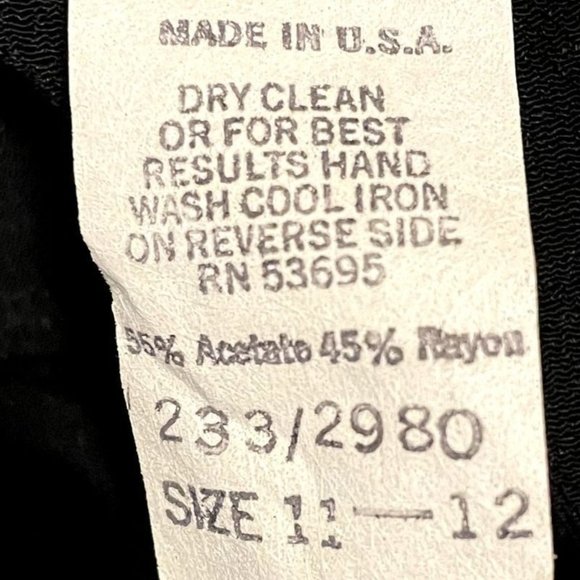 MADE IN U.S.A.
DRY CLEAN
OR FOR BEST
RESULTS HAND
WASH COOL IRON
ON REVERSE SIDE
RN 53695
55% Acetate 45% Rayon
233/2980
SIZE 11—12